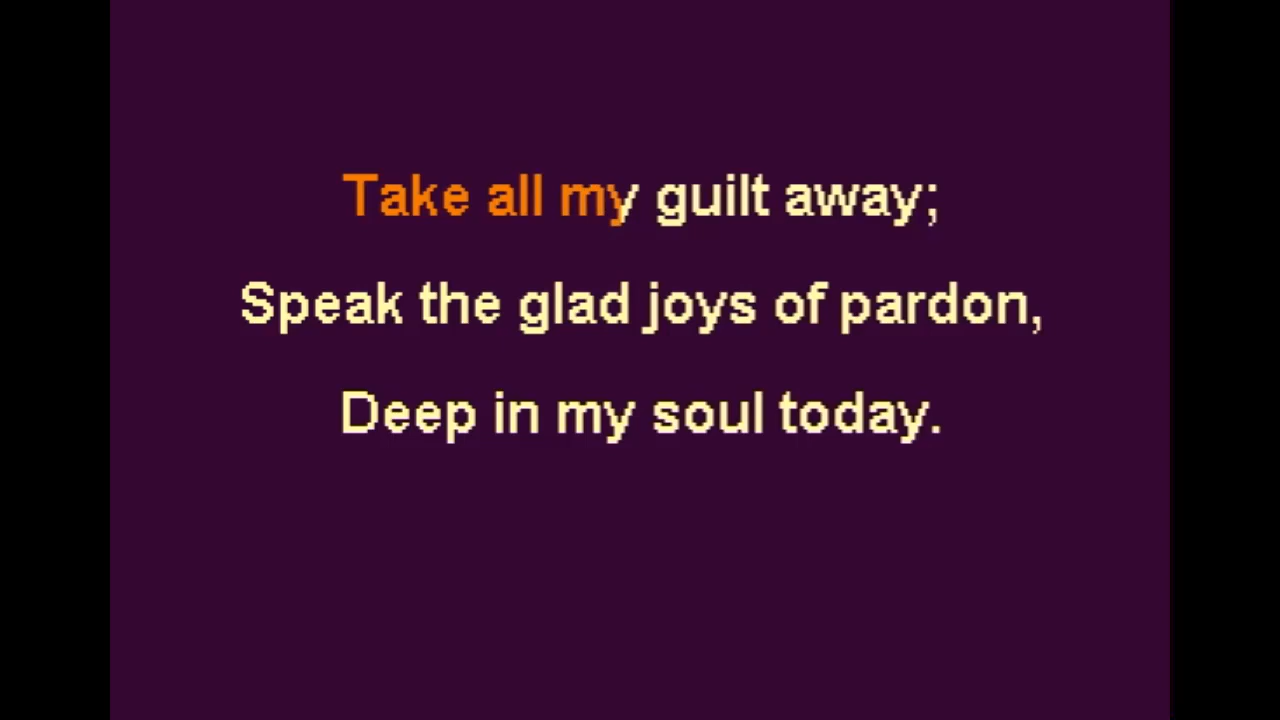 Take all my guilt away;
Speak the glad joys of pardon,
Deep in my soul today.